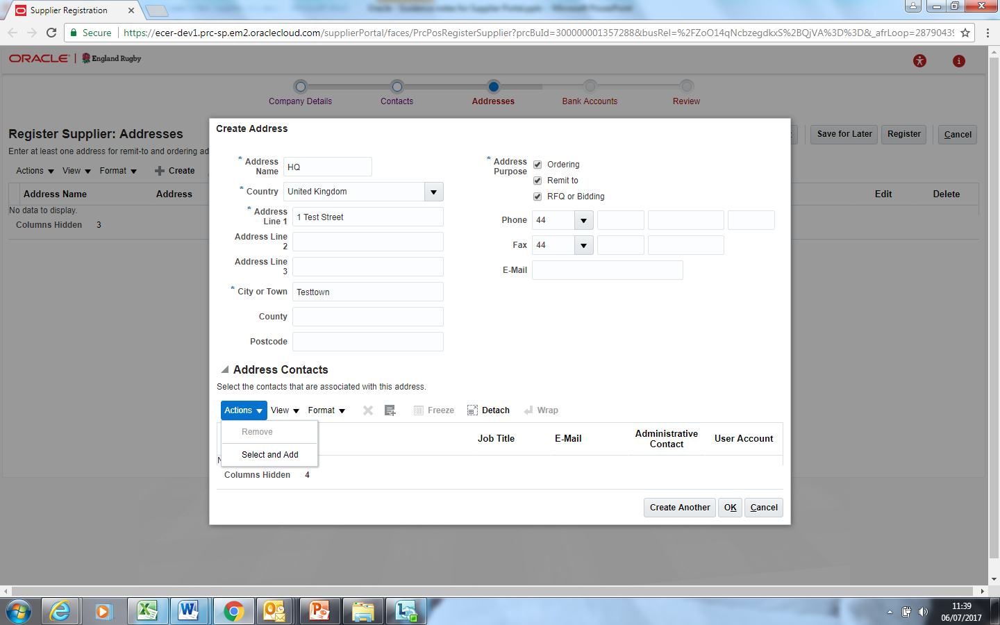 Supplier Registration
Secure https://ecer-dev1.prc-sp.em2.oraclecloud.com/supplierPortal/faces/PrcPosRegisterSupplier?prcBuId=300000001357288&busRel=%2FZoO14qNcbzegdkxS%2BQjVA%3D%3D&_afrLoop=28790439
ORACLE | England Rugby
Company Details Contacts Addresses Bank Accounts Review
Register Supplier: Addresses
Save for Later Register Cancel
Enter at least one address for remit-to and ordering ad
Actions View Format Create
Address Name Address Edit Delete
No data to display.
Columns Hidden 3
Create Address
* Address Name HQ
* Country United Kingdom
* Address Line 1 1 Test Street
Address Line 2
Address Line 3
* City or Town Testtown
County
Postcode
* Address Purpose Ordering
Remit to
RFQ or Bidding
Phone 44
Fax 44
E-Mail
Address Contacts
Select the contacts that are associated with this address.
Actions View Format Freeze Detach Wrap
Remove
Select and Add
Job Title E-Mail Administrative Contact User Account
Columns Hidden 4
Create Another OK Cancel
11:39
06/07/2017